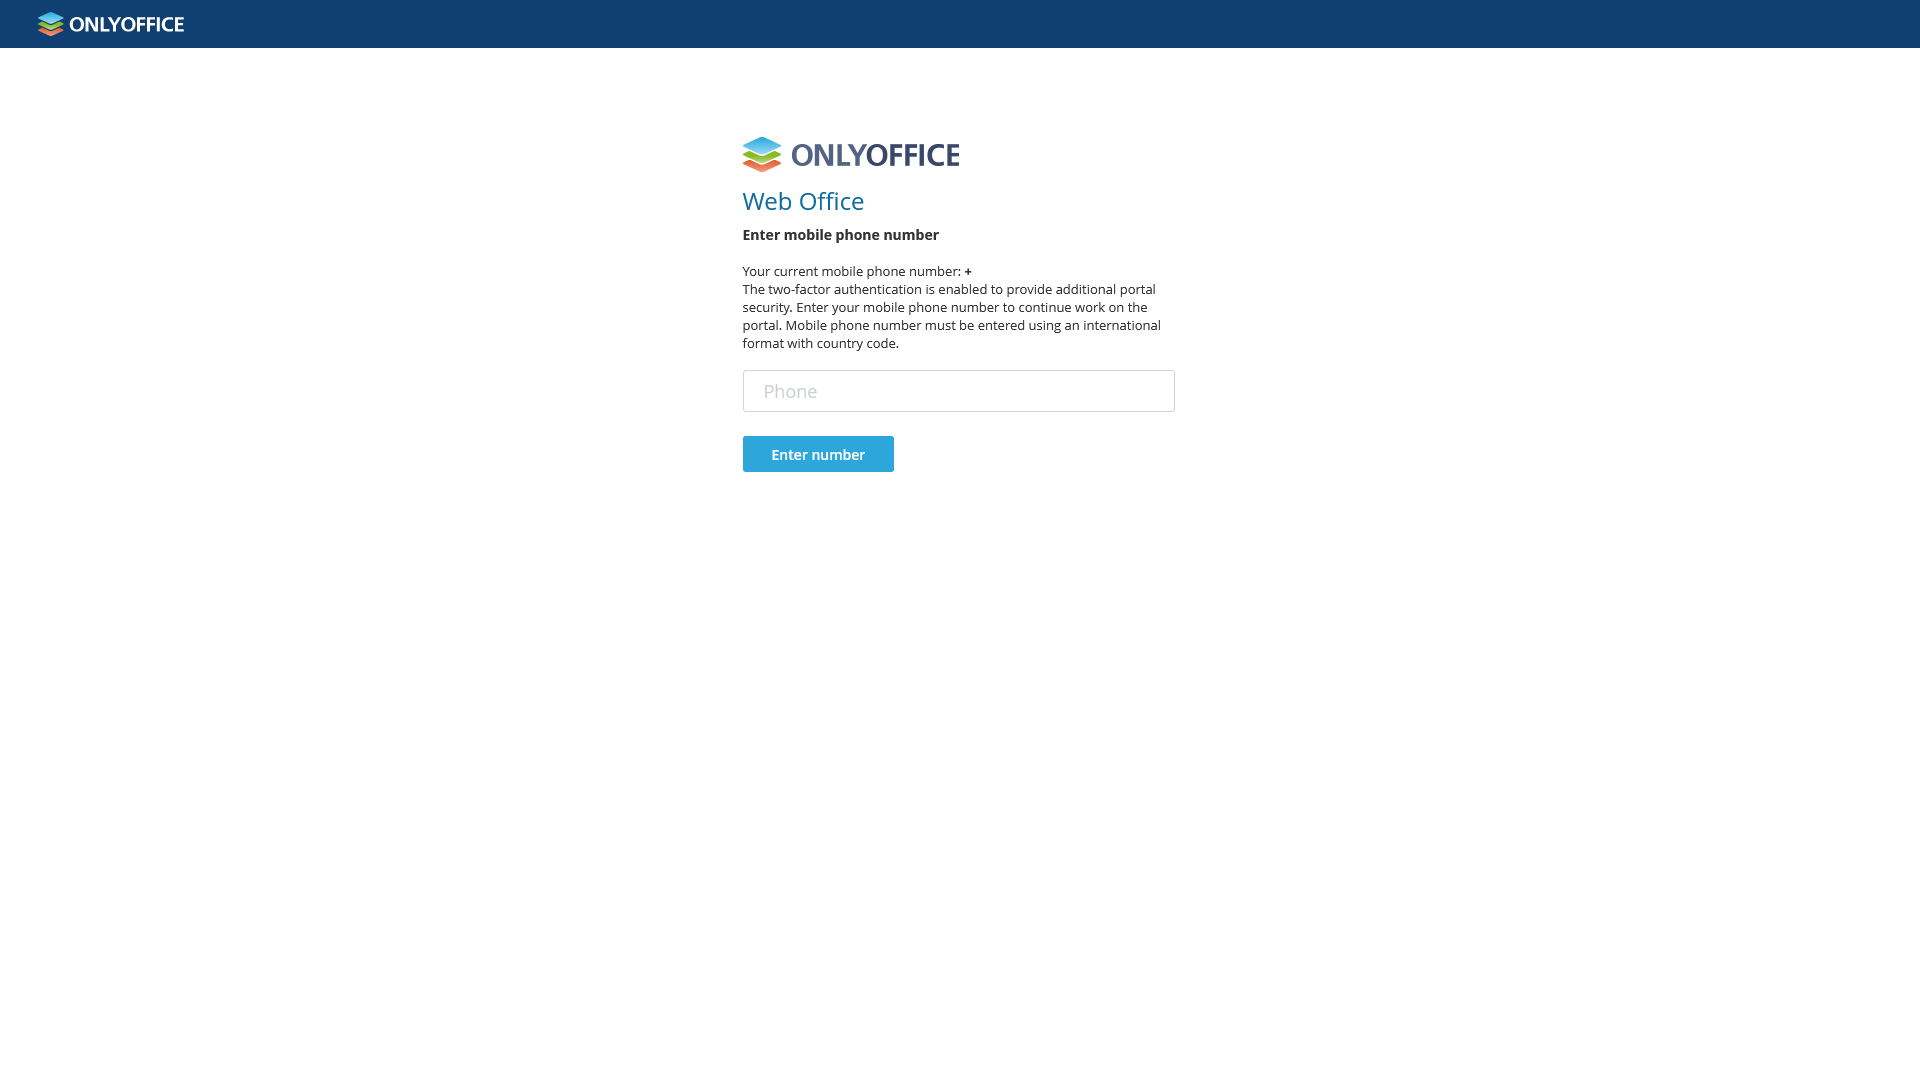 ONLYOFFICE
ONLYOFFICE
Web Office
Enter mobile phone number
Your current mobile phone number: +
The two-factor authentication is enabled to provide additional portal
security. Enter your mobile phone number to continue work on the
portal. Mobile phone number must be entered using an international
format with country code.
Phone
Enter number